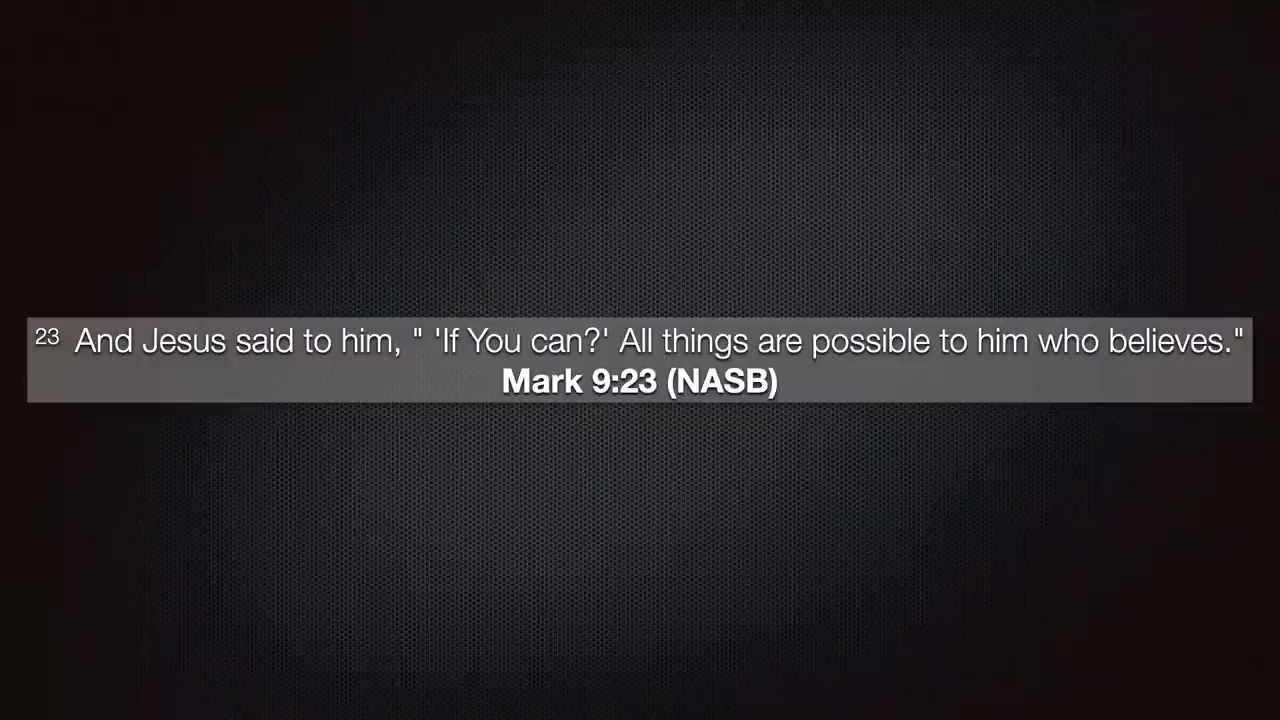 23 And Jesus said to him, " 'If You can?' All things are possible to him who believes."
Mark 9:23 (NASB)